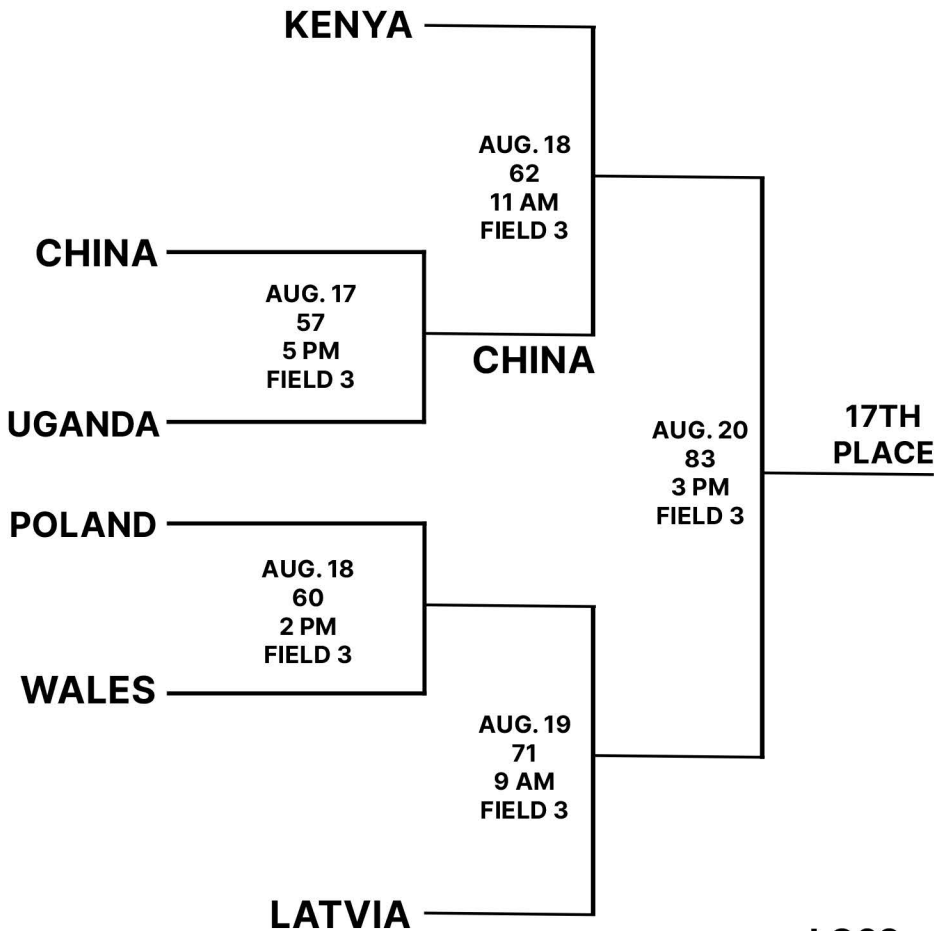 KENYA
AUG. 18
62
11 AM
FIELD 3
CHINA
AUG. 17
57
5 PM
FIELD 3
CHINA
UGANDA
AUG. 20
83
3 PM
FIELD 3
17TH
PLACE
POLAND
AUG. 18
60
2 PM
FIELD 3
WALES
AUG. 19
71
9 AM
FIELD 3
LATVIA